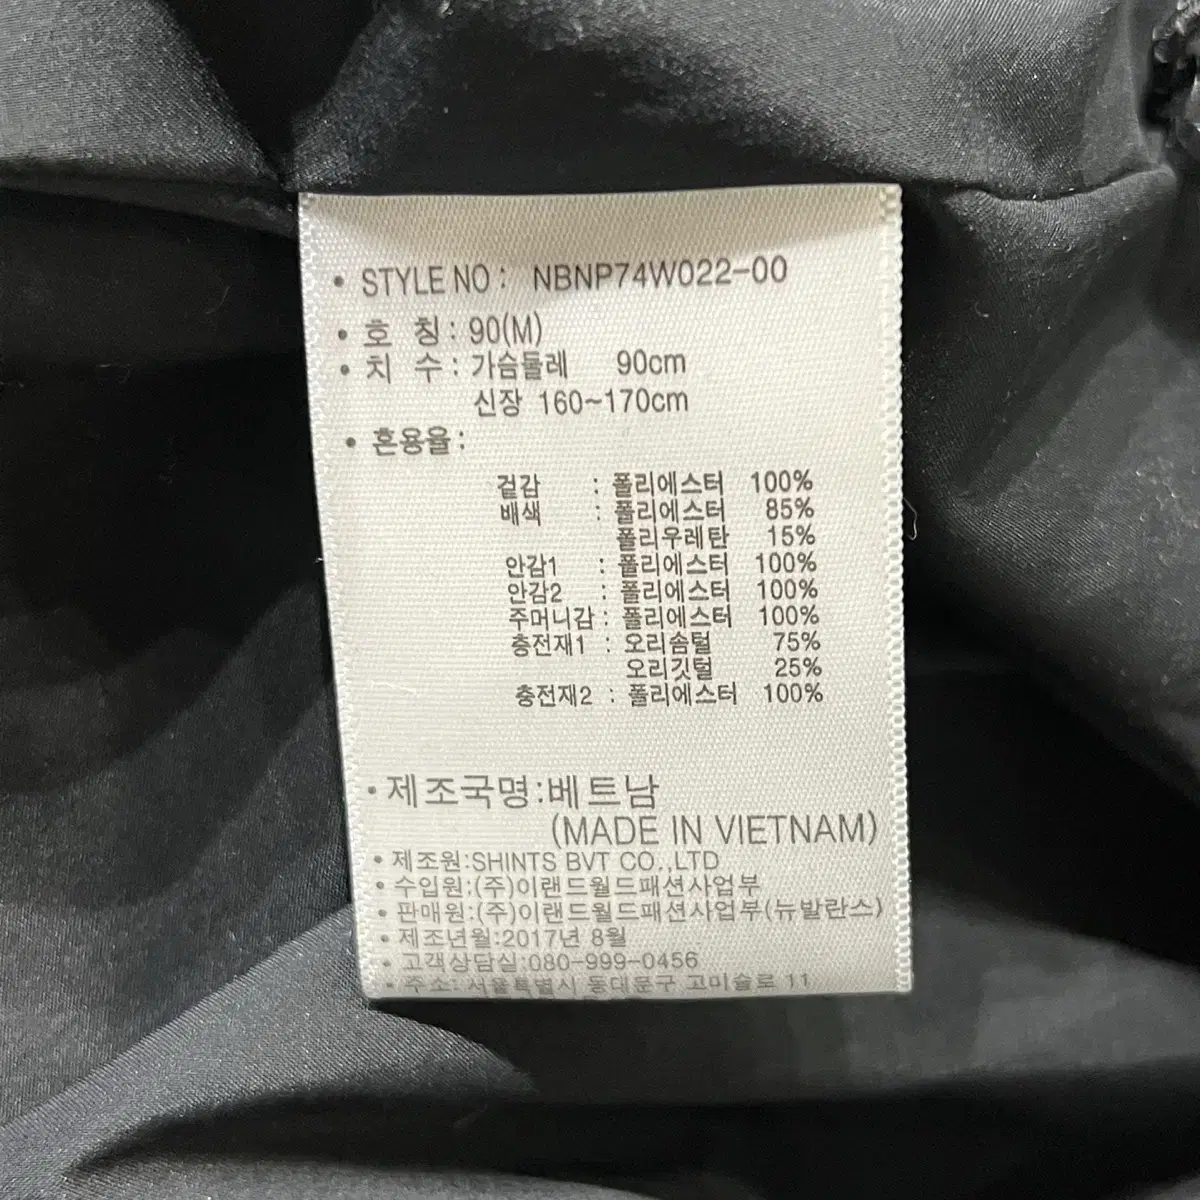 • STYLE NO : NBNP74W022-00
• 호 칭 : 90(M)
• 치 수 : 가슴둘레 90cm
신장 160~170cm
• 혼용율 :
겉감 : 폴리에스터 100%
배색 : 폴리에스터 85%
폴리우레탄 15%
안감1 : 폴리에스터 100%
안감2 : 폴리에스터 100%
주머니감 : 폴리에스터 100%
충전재1 : 오리솜털 75%
오리깃털 25%
충전재2 : 폴리에스터 100%
• 제조국명:베트남
(MADE IN VIETNAM)
• 제조원:SHINTS BVT CO.,LTD
• 수입원:(주)이랜드월드패션사업부
• 판매원:(주)이랜드월드패션사업부(뉴발란스)
• 제조년월:2017년 8월
• 고객상담실:080-999-0456
• 주소: 서울특별시 동대문구 고미술로 11